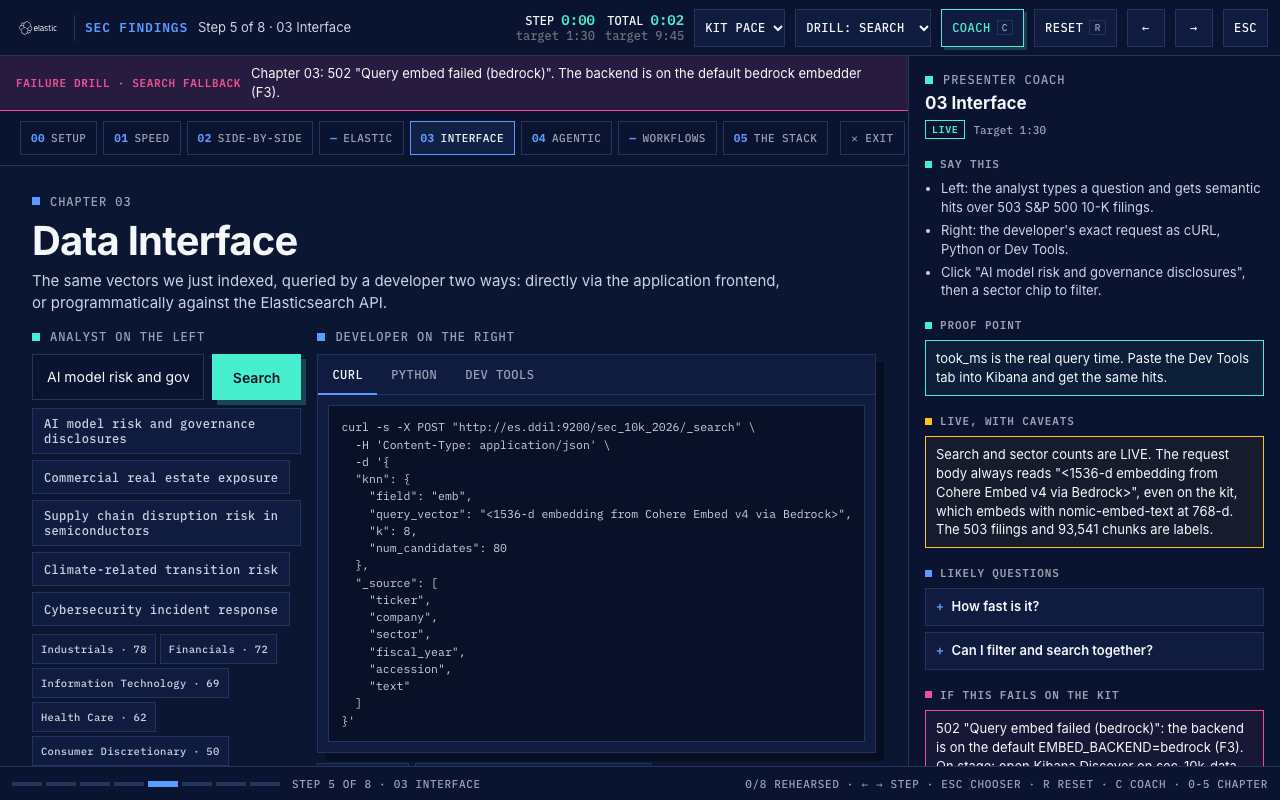 elastic SEC FINDINGS Step 5 of 8 · 03 Interface STEP 0:00 TOTAL 0:02 KIT PACE DRILL: SEARCH COACH C RESET R ← → ESC
target 1:30 target 9:45
FAILURE DRILL · SEARCH FALLBACK Chapter 03: 502 "Query embed failed (bedrock)". The backend is on the default bedrock embedder
(F3).
00 SETUP 01 SPEED 02 SIDE-BY-SIDE — ELASTIC 03 INTERFACE 04 AGENTIC — WORKFLOWS 05 THE STACK × EXIT
CHAPTER 03
Data Interface
The same vectors we just indexed, queried by a developer two ways: directly via the application frontend,
or programmatically against the Elasticsearch API.
ANALYST ON THE LEFT
AI model risk and gov Search
AI model risk and governance
disclosures
Commercial real estate exposure
Supply chain disruption risk in
semiconductors
Climate-related transition risk
Cybersecurity incident response
Industrials · 78 Financials · 72
Information Technology · 69
Health Care · 62
Consumer Discretionary · 50
DEVELOPER ON THE RIGHT
CURL PYTHON DEV TOOLS
curl -s -X POST "http://es.ddil:9200/sec_10k_2026/_search" \
-H 'Content-Type: application/json' \
-d '{
"knn": {
"field": "emb",
"query_vector": "<1536-d embedding from Cohere Embed v4 via Bedrock>",
"k": 8,
"num_candidates": 80
},
"_source": [
"ticker",
"company",
"sector",
"fiscal_year",
"accession",
"text"
]
}'
PRESENTER COACH
03 Interface
LIVE Target 1:30
SAY THIS
• Left: the analyst types a question and gets semantic
hits over 503 S&P 500 10-K filings.
• Right: the developer's exact request as cURL,
Python or Dev Tools.
• Click "AI model risk and governance disclosures",
then a sector chip to filter.
PROOF POINT
took_ms is the real query time. Paste the Dev Tools
tab into Kibana and get the same hits.
LIVE, WITH CAVEATS
Search and sector counts are LIVE. The request
body always reads "<1536-d embedding from
Cohere Embed v4 via Bedrock>", even on the kit,
which embeds with nomic-embed-text at 768-d.
The 503 filings and 93,541 chunks are labels.
LIKELY QUESTIONS
+ How fast is it?
+ Can I filter and search together?
IF THIS FAILS ON THE KIT
502 "Query embed failed (bedrock)": the backend
is on the default EMBED_BACKEND=bedrock (F3).
On stage: open Kibana Discover on sec_10k_data
STEP 5 OF 8 · 03 INTERFACE 0/8 REHEARSED · ← → STEP · ESC CHOOSER · R RESET · C COACH · 0-5 CHAPTER